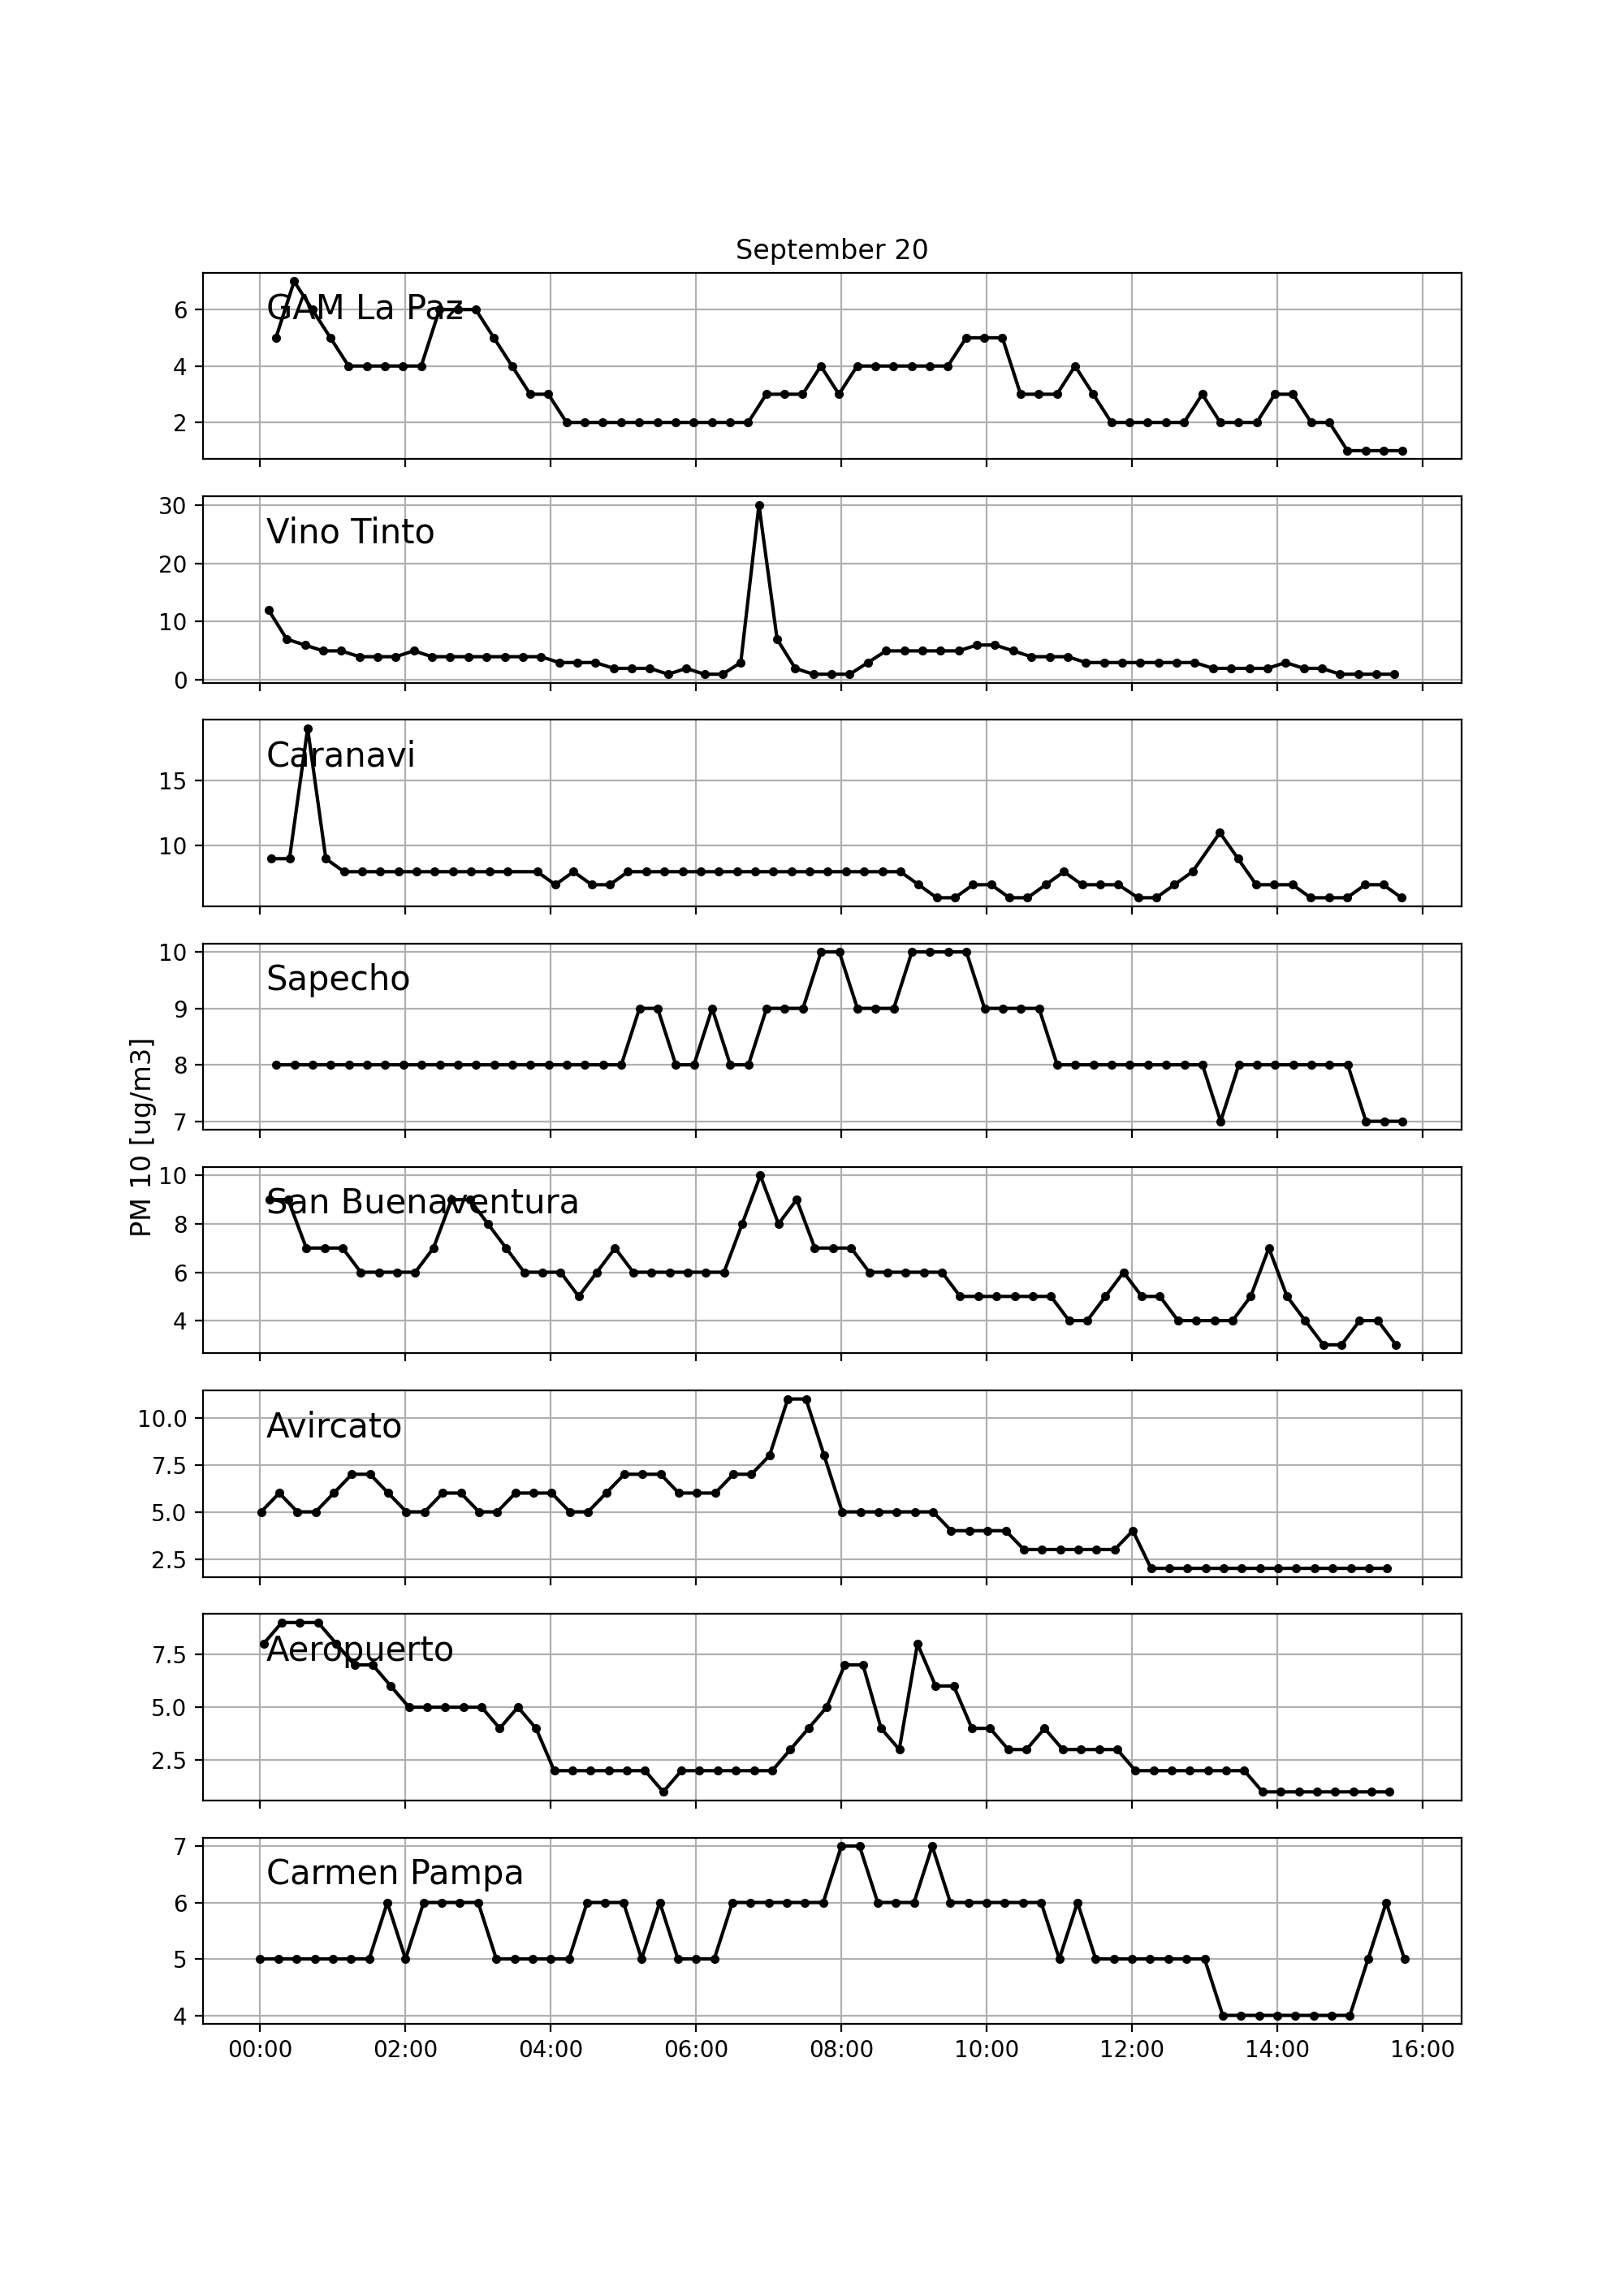 September 20
GAM La Paz
6
4
2
Vino Tinto
30
20
10
0
Caranavi
15
10
Sapecho
10
9
8
7
PM 10 [ug/m3]
San Buenaventura
10
8
6
4
Avircato
10.0
7.5
5.0
2.5
Aeropuerto
7.5
5.0
2.5
Carmen Pampa
7
6
5
4
00:00 02:00 04:00 06:00 08:00 10:00 12:00 14:00 16:00